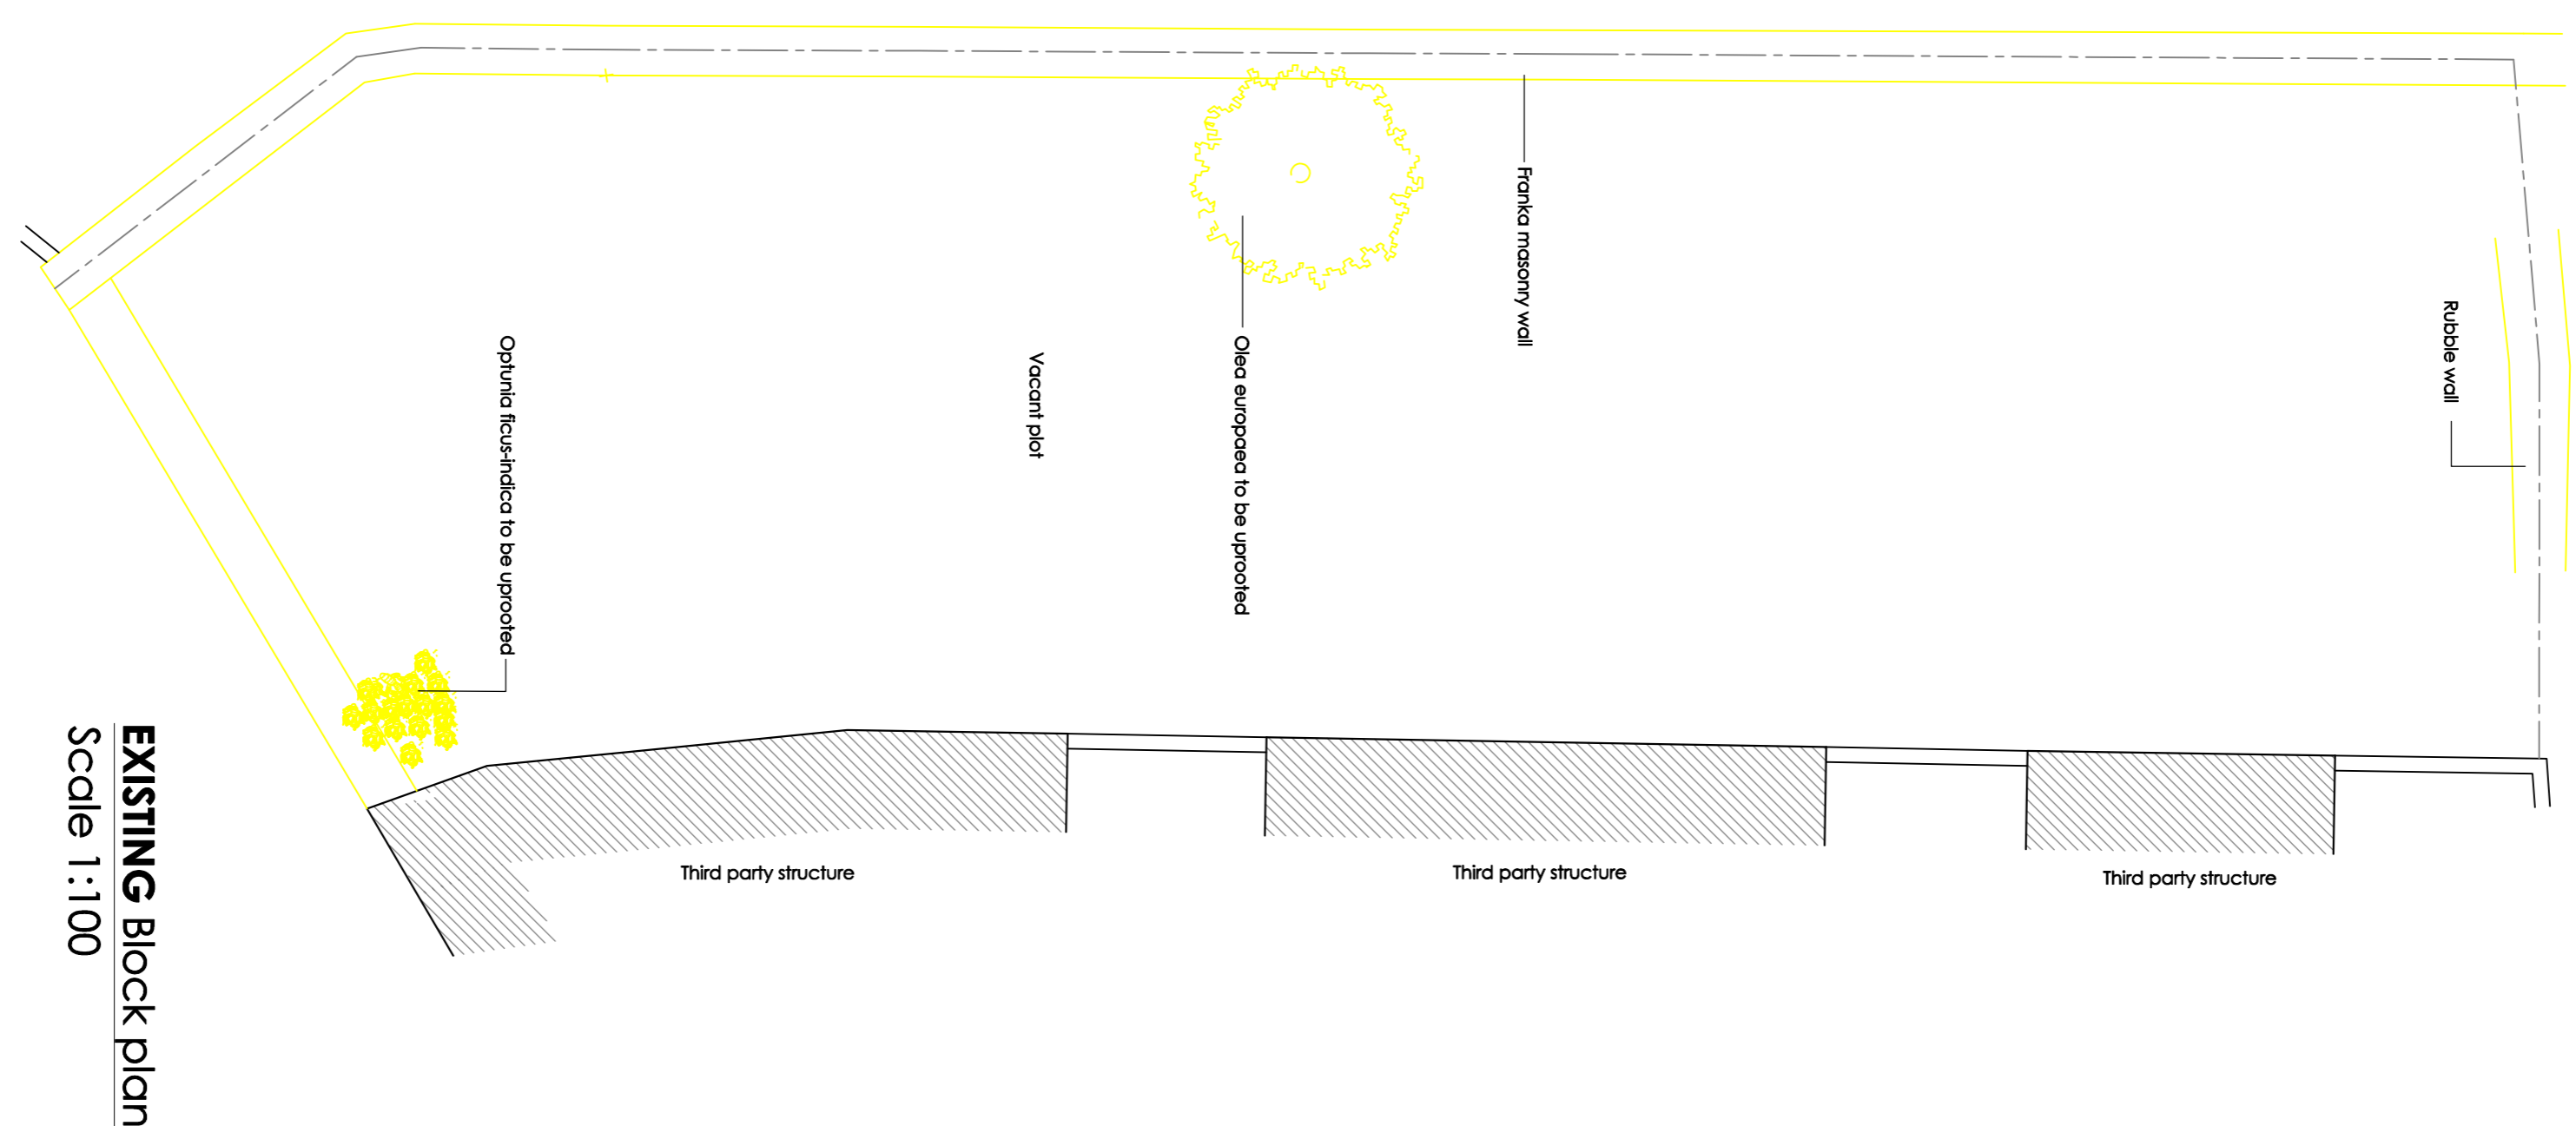 Franka masonry wall
Rubble wall
Olea europaea to be uprooted
Vacant plot
Optunia ficus-indica to be uprooted
Third party structure
Third party structure
Third party structure
EXISTING Block plan
Scale 1:100